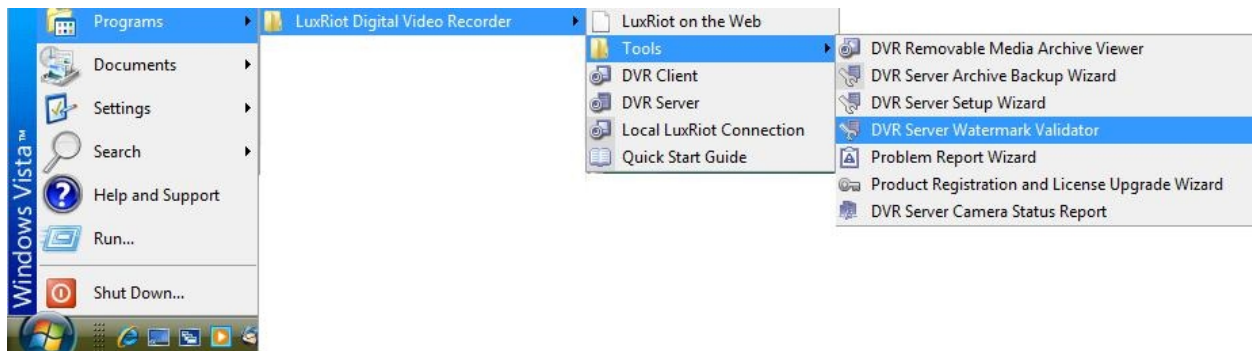 Programs
Documents
Settings
Search
Help and Support
Run...
Shut Down...
Windows Vista™
LuxRiot Digital Video Recorder
LuxRiot on the Web
Tools
DVR Client
DVR Server
Local LuxRiot Connection
Quick Start Guide
DVR Removable Media Archive Viewer
DVR Server Archive Backup Wizard
DVR Server Setup Wizard
DVR Server Watermark Validator
Problem Report Wizard
Product Registration and License Upgrade Wizard
DVR Server Camera Status Report